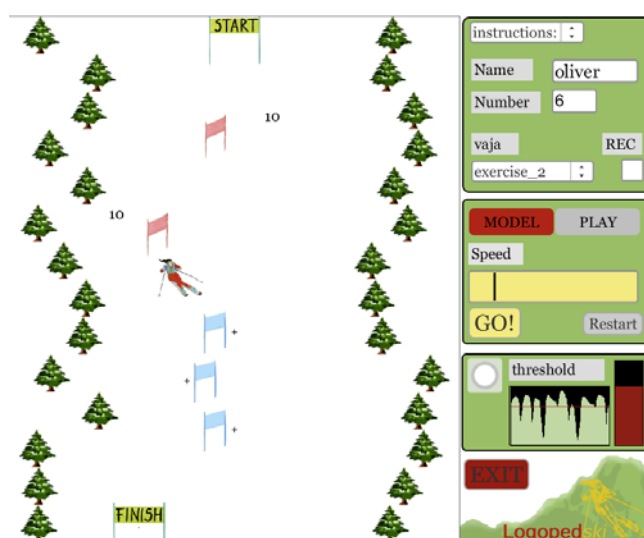 START
10
10
+
+
+
FINISH
instructions:
Name
oliver
Number
6
vaja
REC
exercise_2
MODEL
PLAY
Speed
GO!
Restart
threshold
EXIT
Logopedski